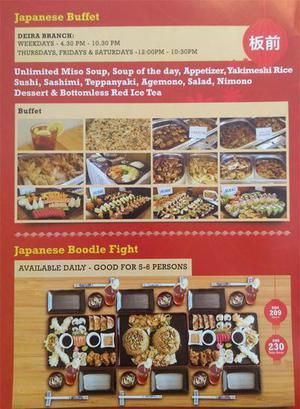 Japanese Buffet
DEIRA BRANCH:
WEEKDAYS - 4.30 PM - 10.30 PM
THURSDAYS, FRIDAYS & SATURDAYS -12:00PM - 10:30PM
板前
Unlimited Miso Soup, Soup of the day, Appetizer, Yakimeshi Rice
Sushi, Sashimi, Teppanyaki, Agemono, Salad, Nimono
Dessert & Bottomless Red Ice Tea
Buffet
Japanese Boodle Fight
AVAILABLE DAILY - GOOD FOR 5-6 PERSONS
209
230